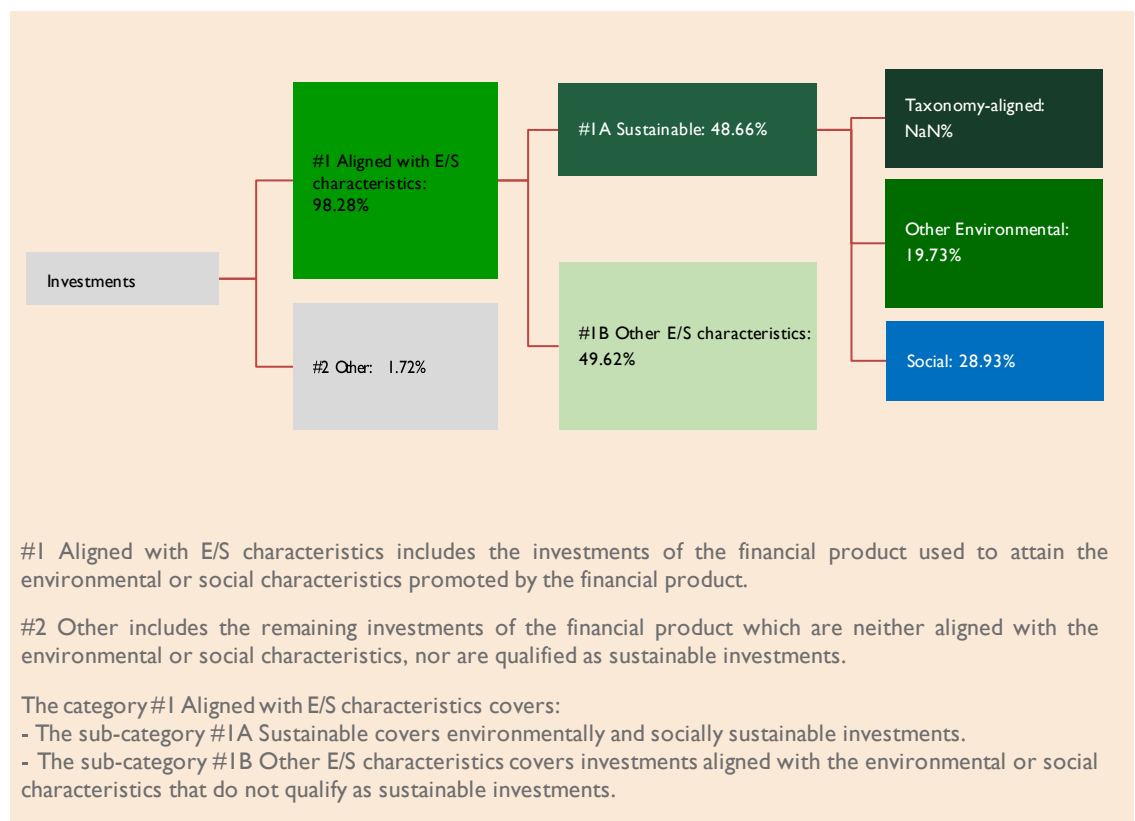 Investments
#1 Aligned with E/S
characteristics:
98.28%
#2 Other: 1.72%
#1A Sustainable: 48.66%
#1B Other E/S characteristics:
49.62%
Taxonomy-aligned:
NaN%
Other Environmental:
19.73%
Social: 28.93%
#1 Aligned with E/S characteristics includes the investments of the financial product used to attain the
environmental or social characteristics promoted by the financial product.
#2 Other includes the remaining investments of the financial product which are neither aligned with the
environmental or social characteristics, nor are qualified as sustainable investments.
The category #1 Aligned with E/S characteristics covers:
- The sub-category #1A Sustainable covers environmentally and socially sustainable investments.
- The sub-category #1B Other E/S characteristics covers investments aligned with the environmental or social
characteristics that do not qualify as sustainable investments.